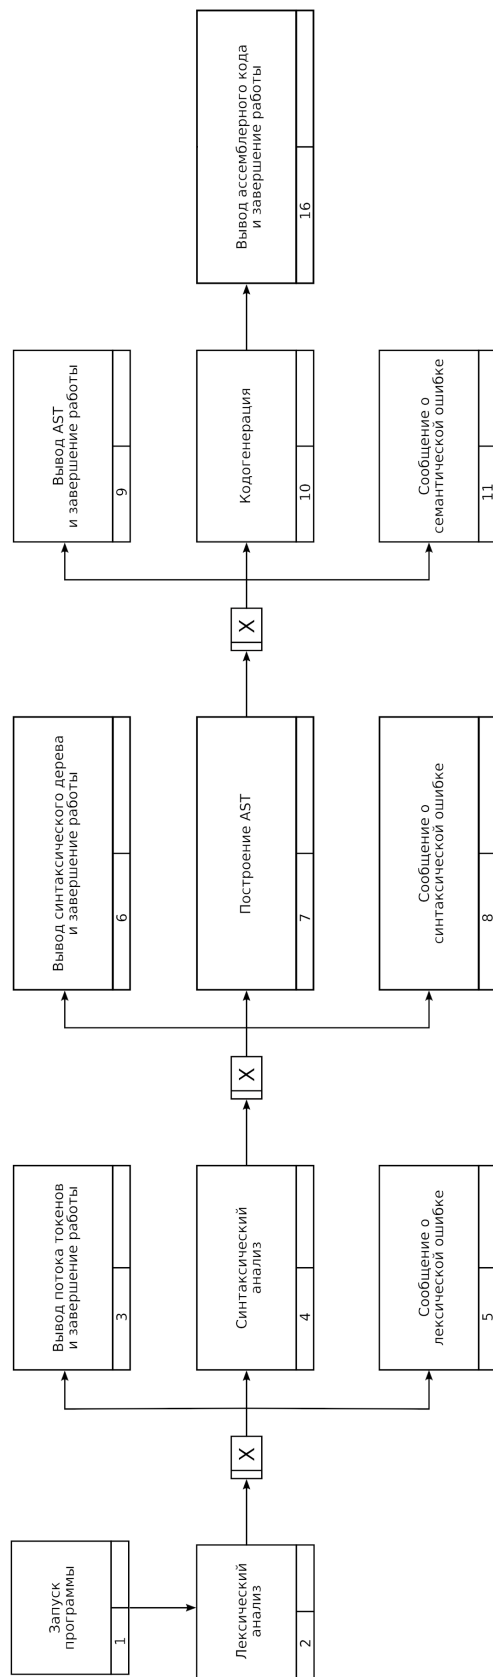 Запуск
программы
1
Лексический
анализ
2
X
Вывод потока токенов
и завершение работы
3
Синтаксический
анализ
4
Сообщение о
лексической ошибке
5
X
Вывод синтаксического дерева
и завершение работы
6
Построение AST
7
Сообщение о
синтаксической ошибке
8
X
Вывод AST
и завершение работы
9
Кодогенерация
10
Сообщение о
семантической ошибке
11
Вывод ассемблерного кода
и завершение работы
16